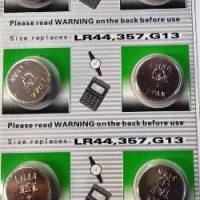 Please read WARNING on the back before use
Size replaces: LR44,357,G13
JAPAN
Please read WARNING on the back before use
Size replaces: LR44,357,G13
LR44